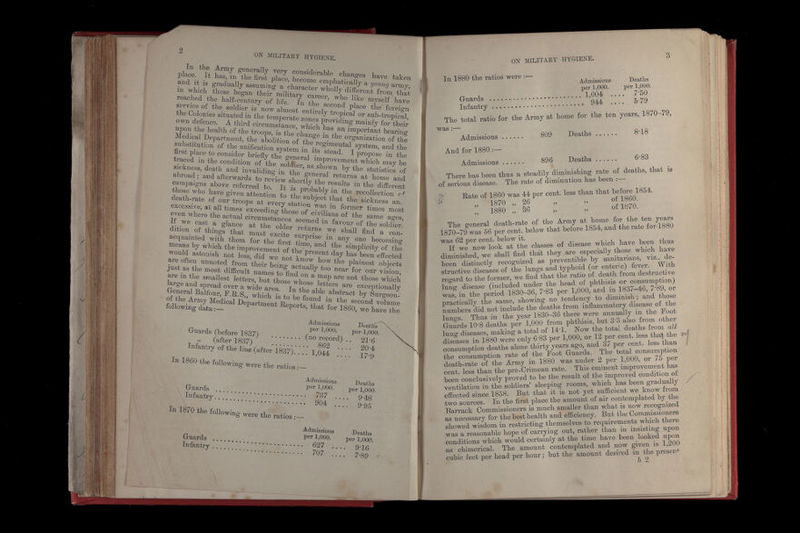 2
ON MILITARY HYGIENE.
In the Army generally very considerable changes have taken
place. It has, in the first place, become emphatically a young army,
and it is gradually assuming a character wholly different from that
in which those began their military career, who like myself have
reached the half-century of life. In the second place the foreign
service of the soldier is now almost entirely tropical or sub-tropical,
the Colonies situated in the temperate zones providing mainly for their
own defences. A third circumstance, which has an important bearing
upon the health of the troops, is the change in the organization of the
Medical Department, the abolition of the regimental system, and the
substitution of the unification system in its stead. I propose in the
first place to consider briefly the general improvement which may be
traced in the condition of the soldier, as shown by the statistics of
sickness, death and invaliding in the general returns at home and
abroad; and afterwards to review shortly the results in the different
campaigns above referred to. It is probably in the recollection of
those who have given attention to the subject that the sickness and
death-rate of our troops at every station was in former times most
excessive, at all times exceeding those of civilians of the same ages,
even where the actual circumstances seemed in favour of the soldier.
If we cast a glance at the older returns we shall find a con-
dition of things that must excite surprise in any one becoming
acquainted with them for the first time, and the simplicity of the
means by which the improvement of the present day has been effected
would astonish not less, did we not know how the plainest objects
are often unnoted from their being actually too near for our vision,
just as the most difficult names to find on a map are not those which
are in the smallest letters, but those whose letters are exceptionally
large and spread over a wide area. In the able abstract by Surgeon-
General Balfour, F.R.S., which is to be found in the second volume
of the Army Medical Department Reports, that for 1860, we have the
following data:—
Admissions Deaths
per 1,000. per 1,000.
Guards (before 1837) ........ (no record) .. 21·6
„ (after 1837) .......... 862 .... 20·4
Infantry of the line (after 1837).... 1,044 .... 17·9
In 1860 the following were the ratios:—
Admissions Deaths
per 1,000. per 1,000.
Guards ........................ 737 .... 9·48
Infantry........................ 904 .... 9·95
In 1870 the following were the ratios:—
Admissions Deaths
per 1,000. per 1,000.
Guards ........................ 627 .... 9·16
Infantry........................ 707 .... 7·89
ON MILITARY HYGIENE.
3
In 1880 the ratios were:—
Admissions Deaths
per 1,000. per 1,000.
Guards ........................ 1,004 .... 7·50
Infantry ........................ 944 .... 5·79
The total ratio for the Army at home for the ten years, 1870-79,
was:—
Admissions ...... 809 Deaths ...... 8·18
And for 1880:—
Admissions ...... 896 Deaths ...... 6·83
There has been thus a steadily diminishing rate of deaths, that is
of serious disease. The rate of diminution has been:—
Rate of 1860 was 44 per cent. less than that before 1854.
„ 1870 „ 26 „ „ of 1860.
„ 1880 „ 36 „ „ of 1870.
The general death-rate of the Army at home for the ten years
1870-79 was 56 per cent. below that before 1854, and the rate for 1880
was 62 per cent. below it.
If we now look at the classes of disease which have been thus
diminished, we shall find that they are especially those which have
been distinctly recognized as preventible by sanitarians, viz., de-
structive diseases of the lungs and typhoid (or enteric) fever. With
regard to the former, we find that the ratio of death from destructive
lung disease (included under the head of phthisis or consumption)
was, in the period 1830-36, 7·83 per 1,000, and in 1837-46, 7·89, or
practically the same, showing no tendency to diminish; and those
numbers did not include the deaths from inflammatory disease of the
lungs. Thus in the year 1830-36 there were annually in the Foot
Guards 10·8 deaths per 1,000 from phthisis, but 3·3 also from other
lung diseases, making a total of 14·1. Now the total deaths from all
diseases in 1880 were only 6·83 per 1,000, or 12 per cent. less than the
consumption deaths alone thirty years ago, and 37 per cent. less than
the consumption rate of the Foot Guards. The total consumption
death-rate of the Army in 1880 was under 2 per 1,000, or 75 per
cent. less than the pre-Crimean rate. This eminent improvement has
been conclusively proved to be the result of the improved condition of
ventilation in the soldiers' sleeping rooms, which has been gradually
effected since 1858. But that it is not yet sufficient we know from
two sources. In the first place the amount of air contemplated by the
Barrack Commissioners is much smaller than what is now recognized
as necessary for the best health and efficiency. But the Commissioners
showed wisdom in restricting themselves to requirements which there
was a reasonable hope of carrying out, rather than in insisting upon
conditions which would certainly at the time have been looked upon
as chimerical. The amount contemplated and now given is 1,200
cubic feet per head per hour; but the amount desired in the present
b 2